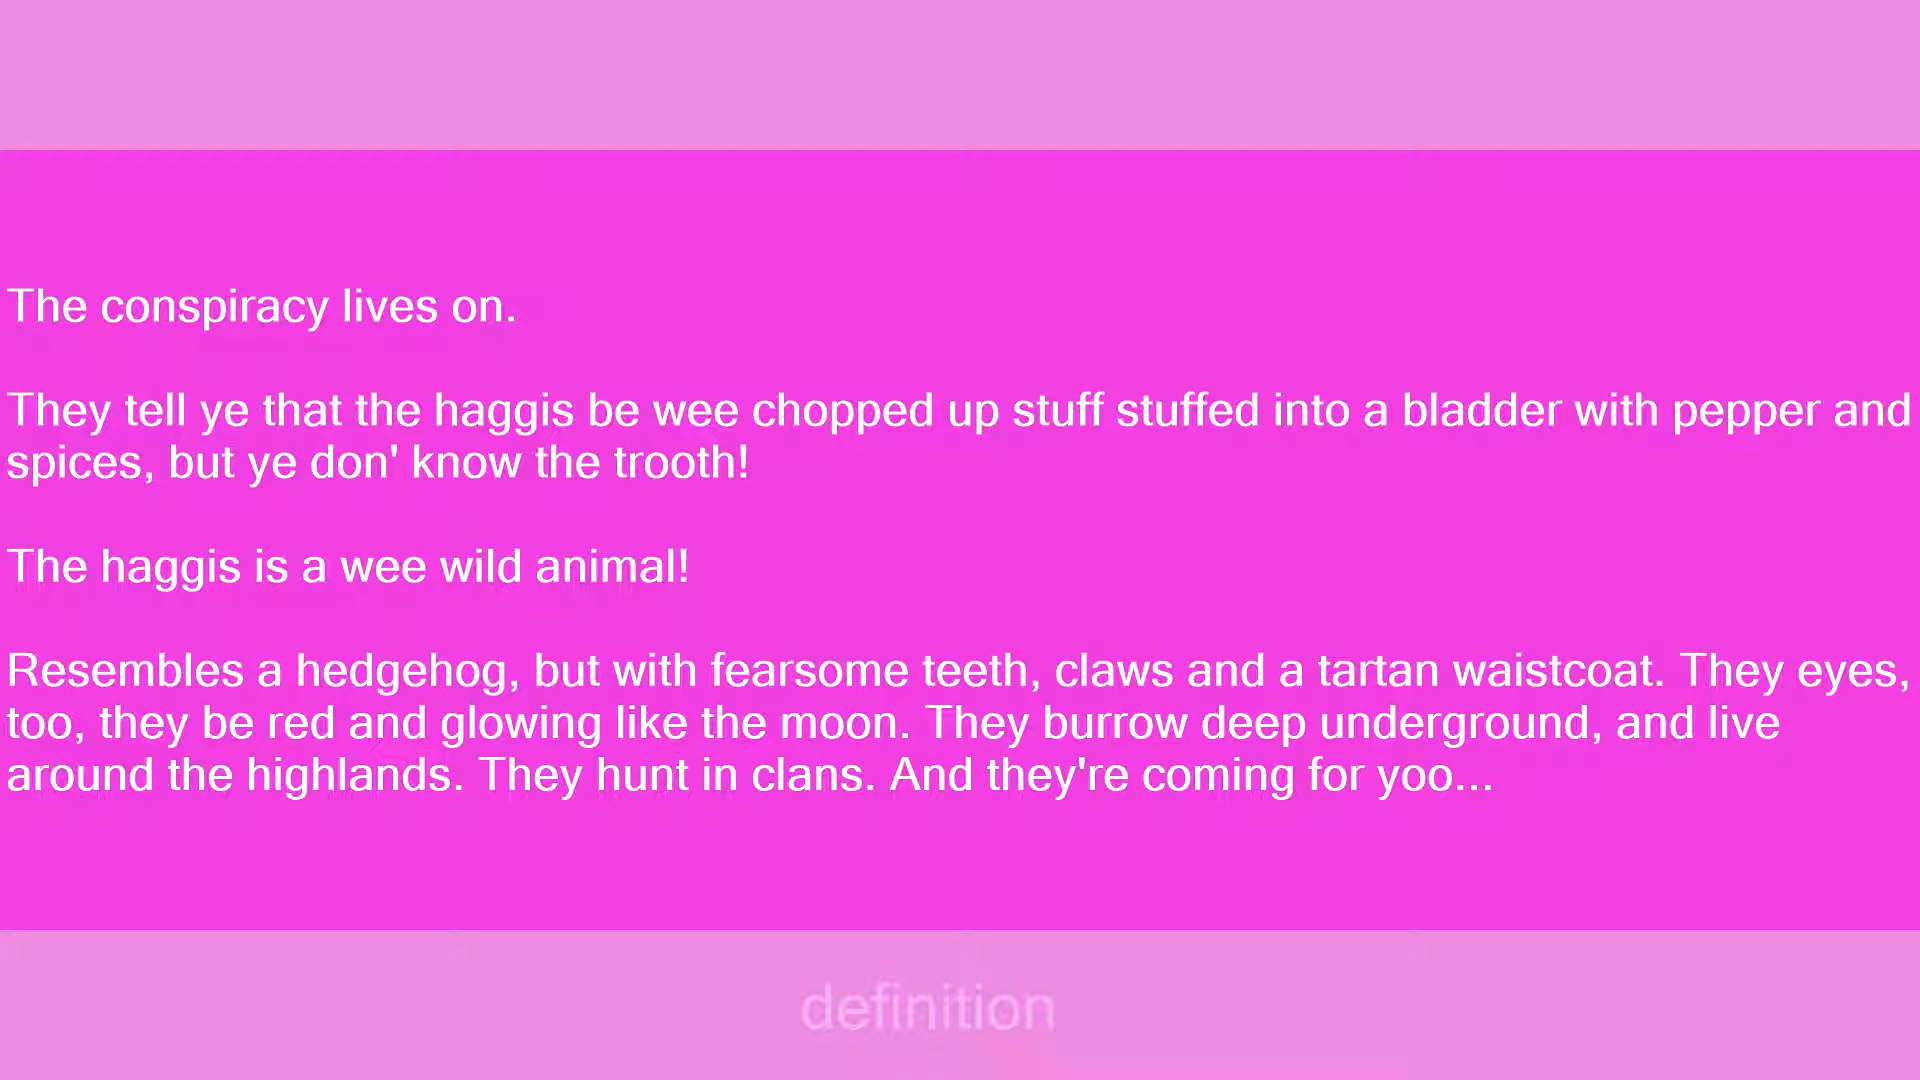 The conspiracy lives on.
They tell ye that the haggis be wee chopped up stuff stuffed into a bladder with pepper and
spices, but ye don' know the trooth!
The haggis is a wee wild animal!
Resembles a hedgehog, but with fearsome teeth, claws and a tartan waistcoat. They eyes,
too, they be red and glowing like the moon. They burrow deep underground, and live
around the highlands. They hunt in clans. And they're coming for yoo...
definition